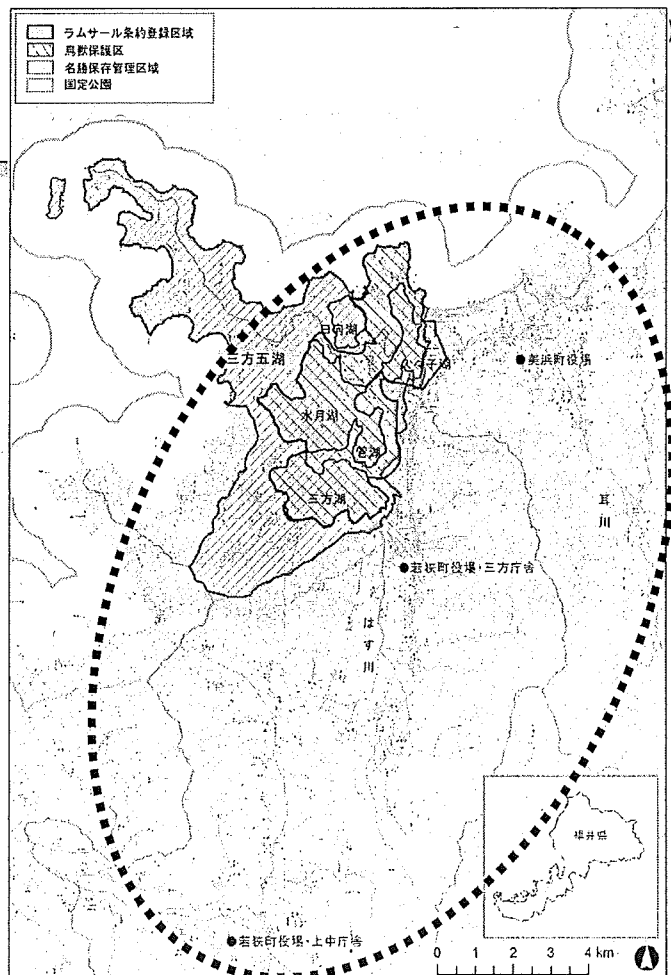 ラムサール条約登録区域
鳥獣保護区
名勝保存管理区域
国定公園
日向湖
三方五湖
久々子湖
美浜町役場
水月湖
菅湖
三方湖
耳川
若狭町役場・三方庁舎
はす川
福井県
若狭町役場・上中庁舎
0 1 2 3 4 km